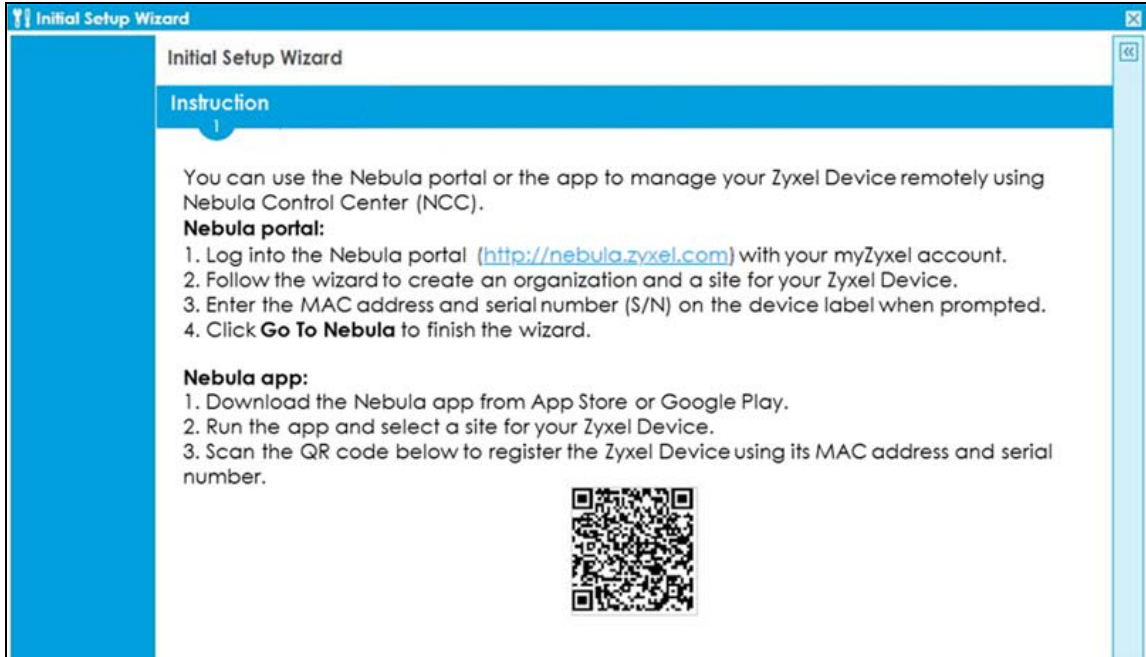 Initial Setup Wizard
Initial Setup Wizard
Instruction
1
You can use the Nebula portal or the app to manage your Zyxel Device remotely using
Nebula Control Center (NCC).
Nebula portal:
1. Log into the Nebula portal (http://nebula.zyxel.com) with your myZyxel account.
2. Follow the wizard to create an organization and a site for your Zyxel Device.
3. Enter the MAC address and serial number (S/N) on the device label when prompted.
4. Click Go To Nebula to finish the wizard.
Nebula app:
1. Download the Nebula app from App Store or Google Play.
2. Run the app and select a site for your Zyxel Device.
3. Scan the QR code below to register the Zyxel Device using its MAC address and serial
number.